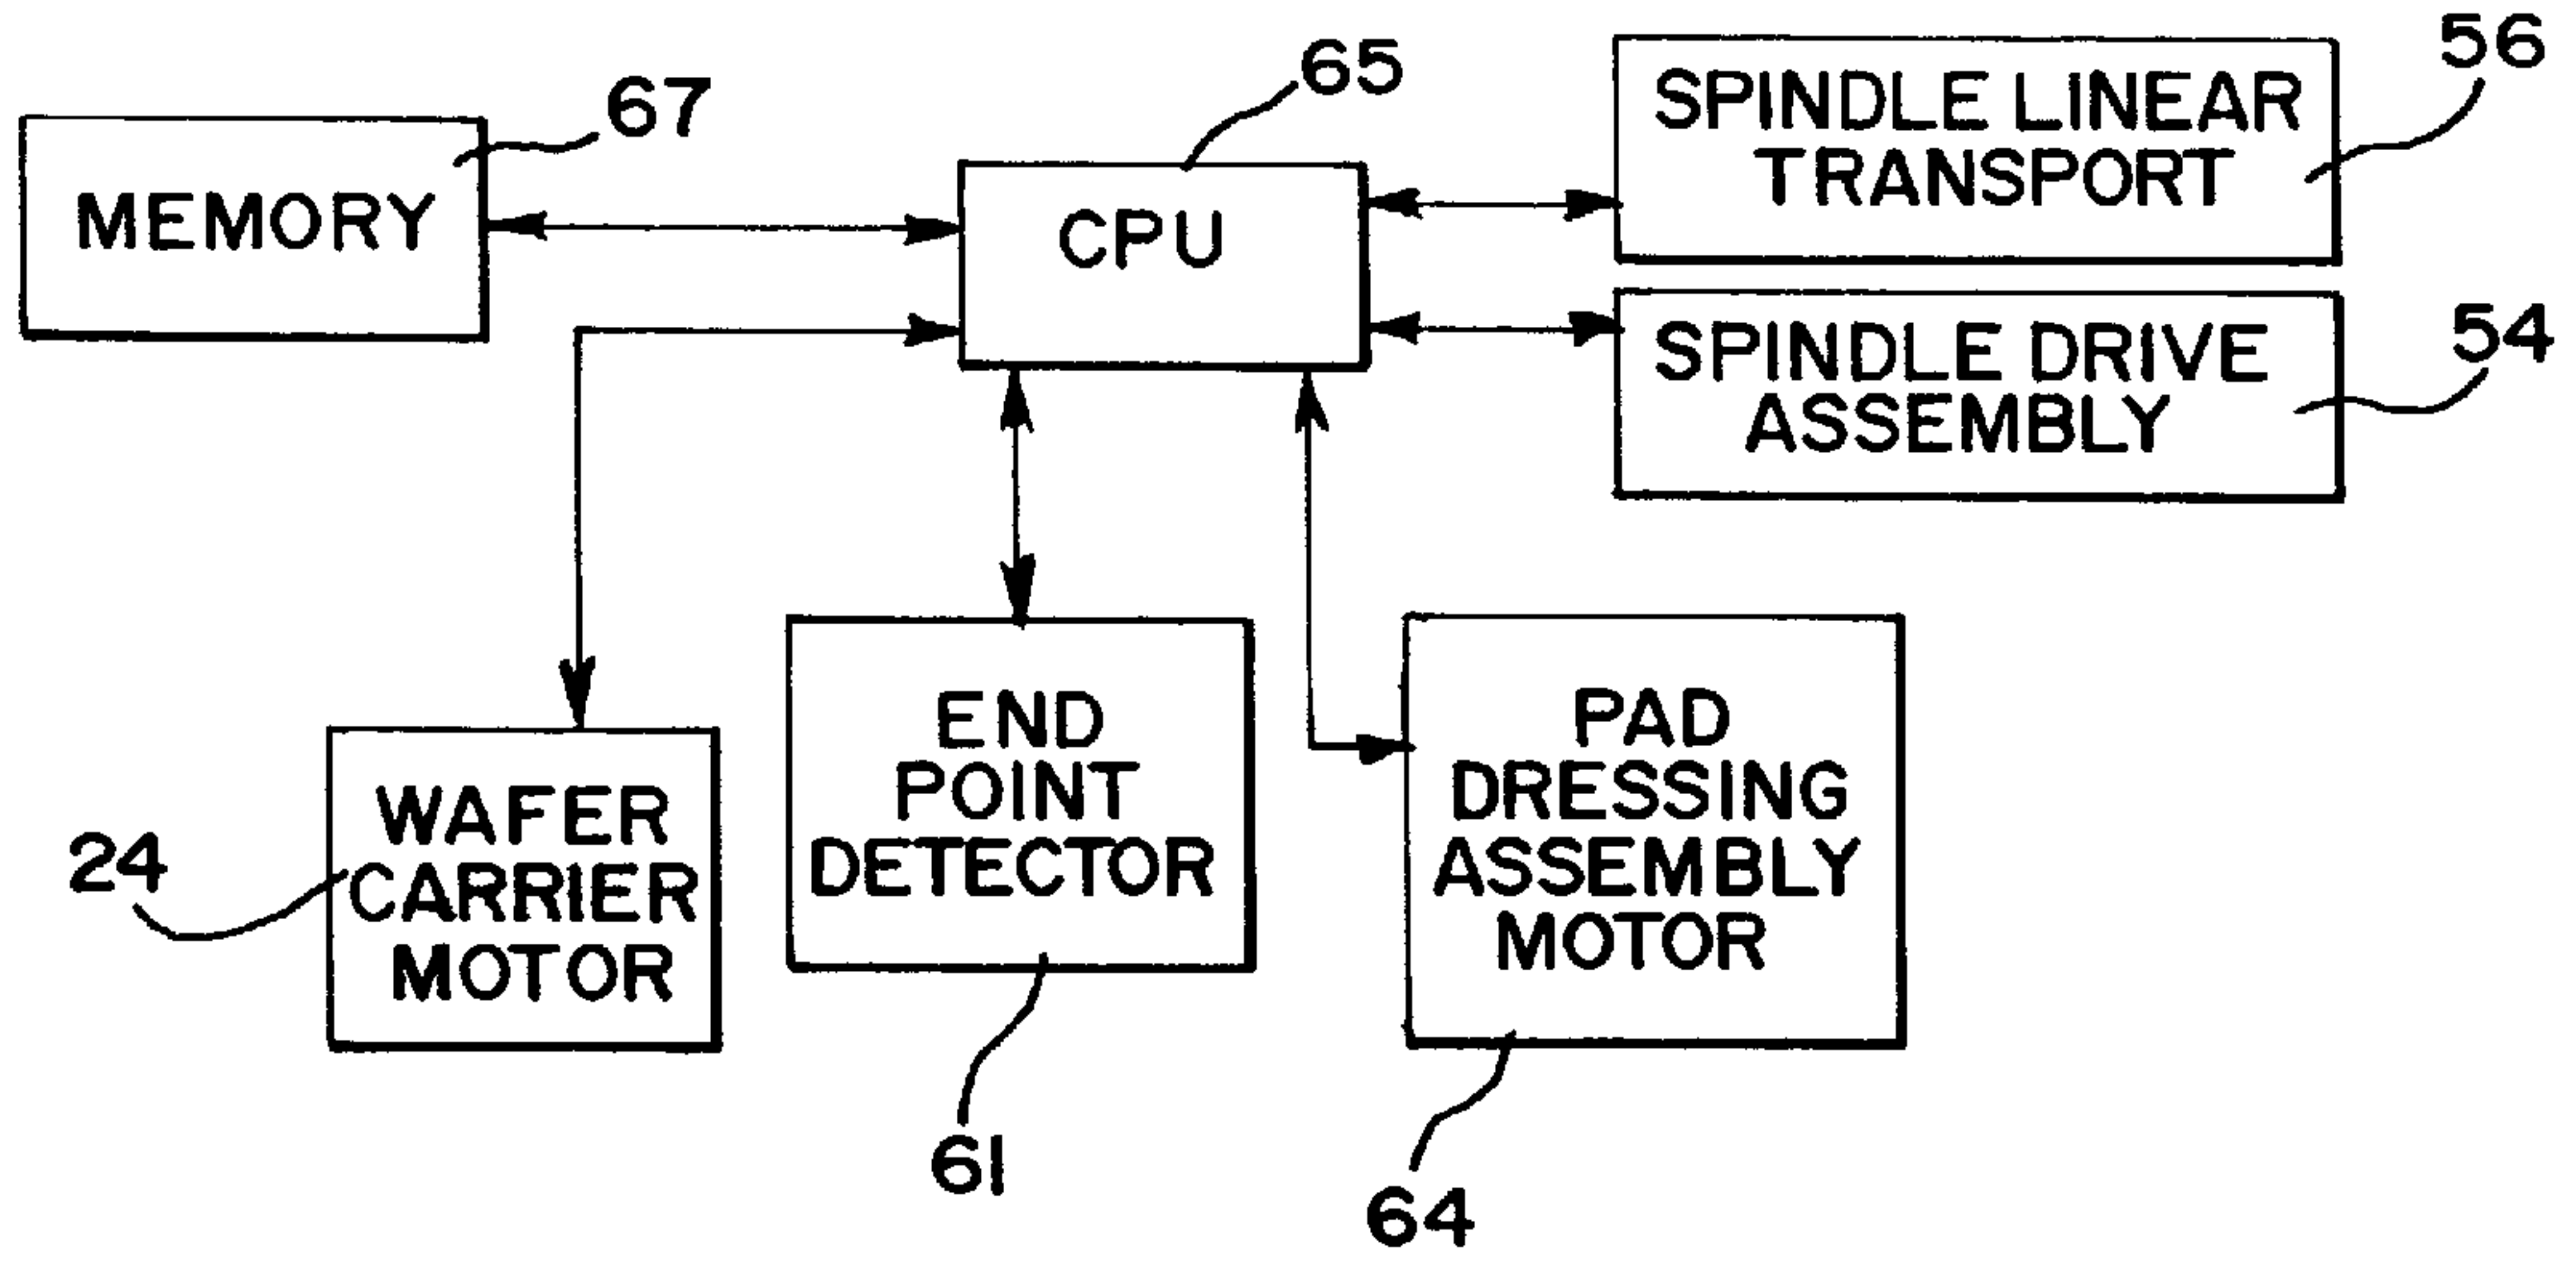 67
MEMORY
65
CPU
56
SPINDLE LINEAR
TRANSPORT
54
SPINDLE DRIVE
ASSEMBLY
24
WAFER
CARRIER
MOTOR
END
POINT
DETECTOR
61
PAD
DRESSING
ASSEMBLY
MOTOR
64